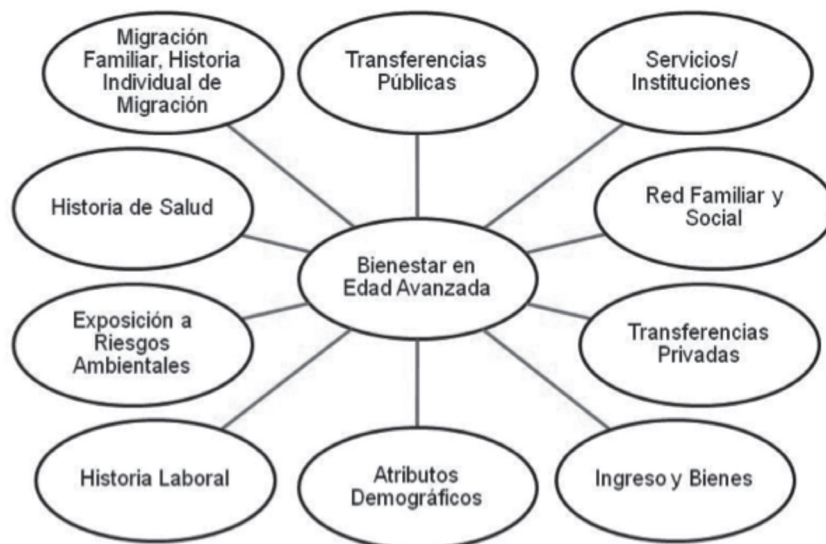 Migración
Familiar, Historia
Individual de
Migración
Transferencias
Públicas
Servicios/
Instituciones
Historia de Salud
Red Familiar y
Social
Bienestar en
Edad Avanzada
Exposición a
Riesgos
Ambientales
Transferencias
Privadas
Historia Laboral
Atributos
Demográficos
Ingreso y Bienes